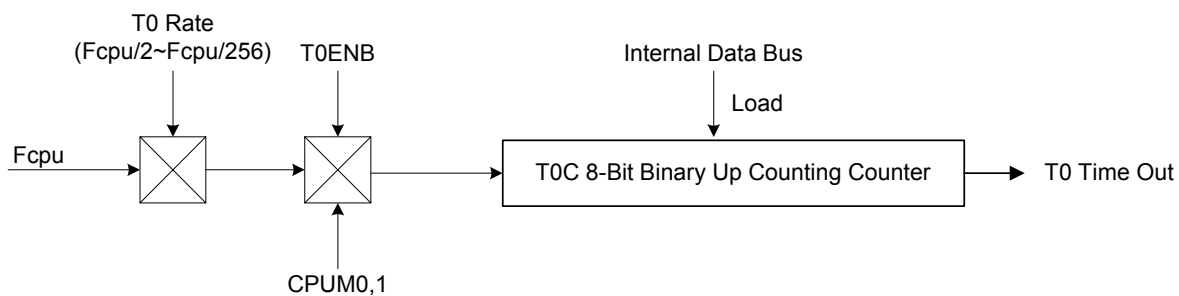 T0 Rate
(Fcpu/2~Fcpu/256)
T0ENB
Internal Data Bus
Load
Fcpu
T0C 8-Bit Binary Up Counting Counter
T0 Time Out
CPUM0,1